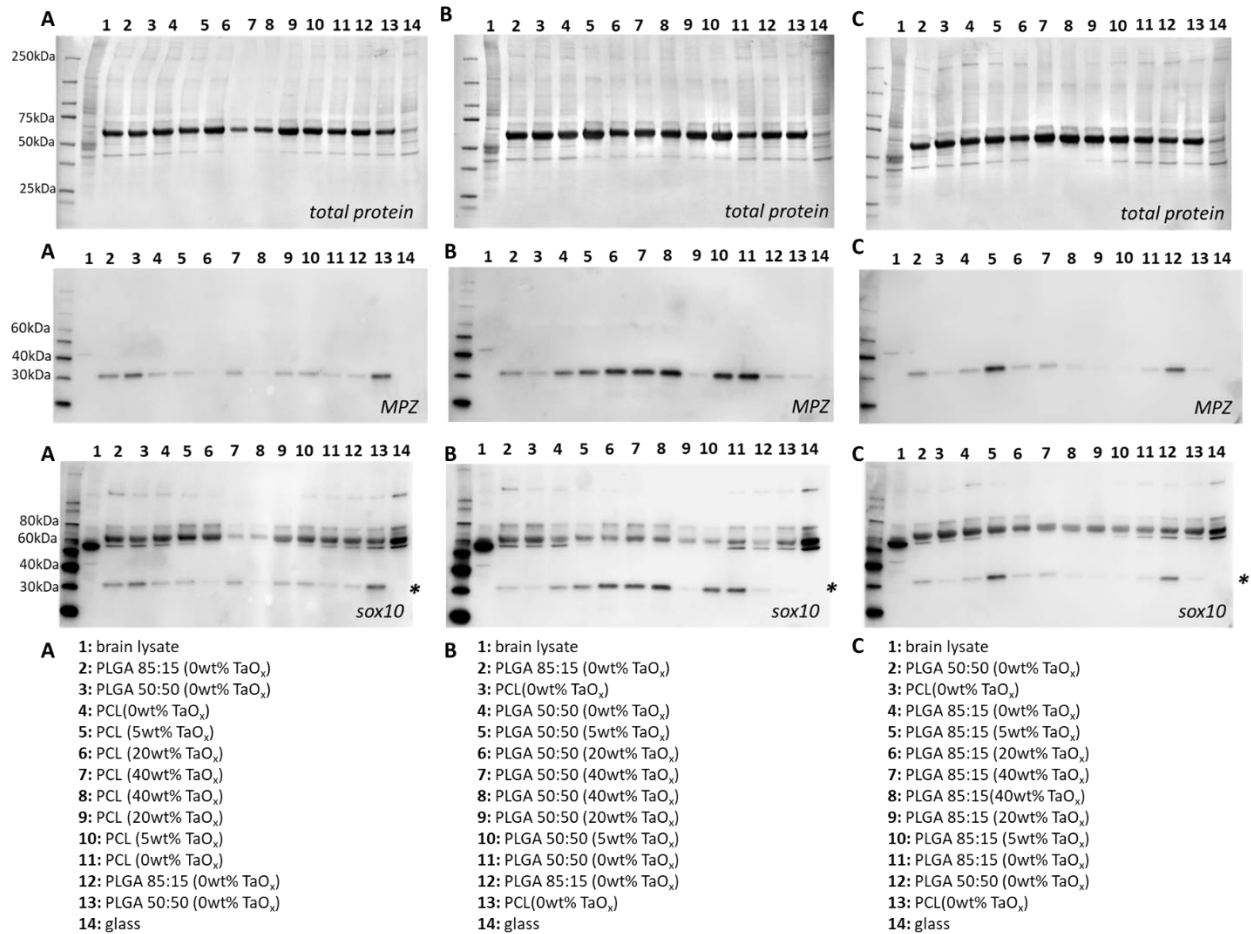 A 1 2 3 4 5 6 7 8 9 10 11 12 13 14
B 1 2 3 4 5 6 7 8 9 10 11 12 13 14
C 1 2 3 4 5 6 7 8 9 10 11 12 13 14
250kDa
75kDa
50kDa
25kDa
total protein
total protein
total protein
A 1 2 3 4 5 6 7 8 9 10 11 12 13 14
B 1 2 3 4 5 6 7 8 9 10 11 12 13 14
C 1 2 3 4 5 6 7 8 9 10 11 12 13 14
60kDa
40kDa
30kDa
MPZ
MPZ
MPZ
A 1 2 3 4 5 6 7 8 9 10 11 12 13 14
B 1 2 3 4 5 6 7 8 9 10 11 12 13 14
C 1 2 3 4 5 6 7 8 9 10 11 12 13 14
80kDa
60kDa
40kDa
30kDa
*
*
*
sox10
sox10
sox10
A 1: brain lysate
2: PLGA 85:15 (0wt% TaOx)
3: PLGA 50:50 (0wt% TaOx)
4: PCL(0wt% TaOx)
5: PCL (5wt% TaOx)
6: PCL (20wt% TaOx)
7: PCL (40wt% TaOx)
8: PCL (40wt% TaOx)
9: PCL (20wt% TaOx)
10: PCL (5wt% TaOx)
11: PCL (0wt% TaOx)
12: PLGA 85:15 (0wt% TaOx)
13: PLGA 50:50 (0wt% TaOx)
14: glass
B 1: brain lysate
2: PLGA 85:15 (0wt% TaOx)
3: PCL(0wt% TaOx)
4: PLGA 50:50 (0wt% TaOx)
5: PLGA 50:50 (5wt% TaOx)
6: PLGA 50:50 (20wt% TaOx)
7: PLGA 50:50 (40wt% TaOx)
8: PLGA 50:50 (40wt% TaOx)
9: PLGA 50:50 (20wt% TaOx)
10: PLGA 50:50 (5wt% TaOx)
11: PLGA 50:50 (0wt% TaOx)
12: PLGA 85:15 (0wt% TaOx)
13: PCL(0wt% TaOx)
14: glass
C 1: brain lysate
2: PLGA 50:50 (0wt% TaOx)
3: PCL(0wt% TaOx)
4: PLGA 85:15 (0wt% TaOx)
5: PLGA 85:15 (5wt% TaOx)
6: PLGA 85:15 (20wt% TaOx)
7: PLGA 85:15 (40wt% TaOx)
8: PLGA 85:15(40wt% TaOx)
9: PLGA 85:15 (20wt% TaOx)
10: PLGA 85:15 (5wt% TaOx)
11: PLGA 85:15 (0wt% TaOx)
12: PLGA 50:50 (0wt% TaOx)
13: PCL(0wt% TaOx)
14: glass